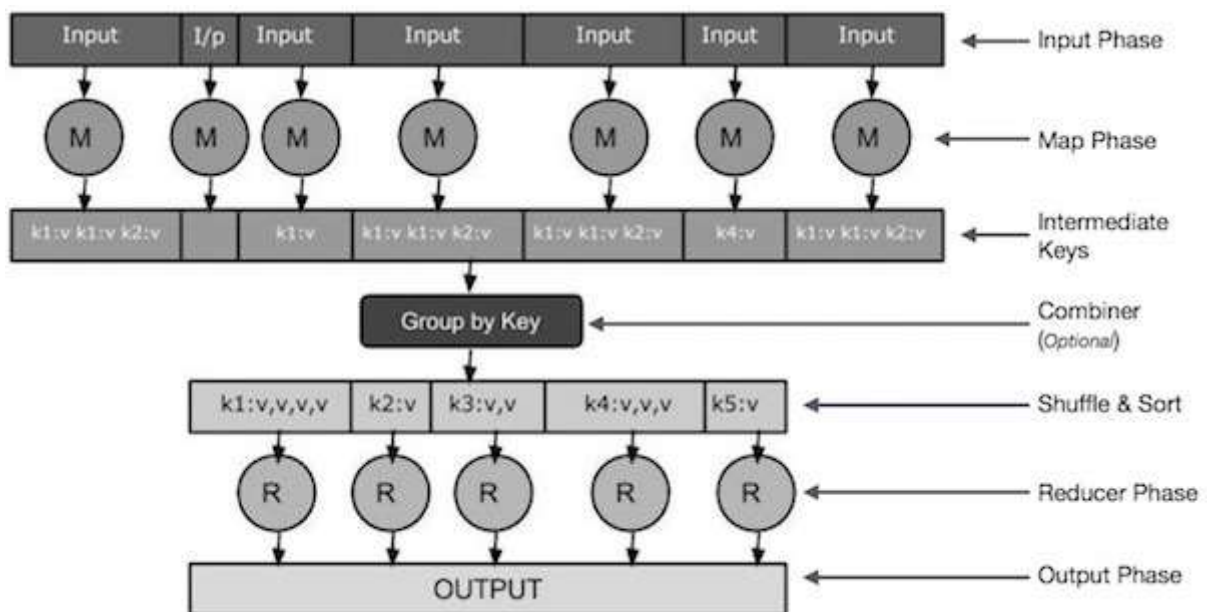 Input I/p Input Input Input Input Input
Input Phase
M M M M M M M
Map Phase
k1:v k1:v k2:v k1:v k1:v k1:v k2:v k1:v k1:v k2:v k4:v k1:v k1:v k2:v
Intermediate
Keys
Group by Key
Combiner
(Optional)
k1:v,v,v,v k2:v k3:v,v k4:v,v,v k5:v
Shuffle & Sort
R R R R R
Reducer Phase
OUTPUT
Output Phase